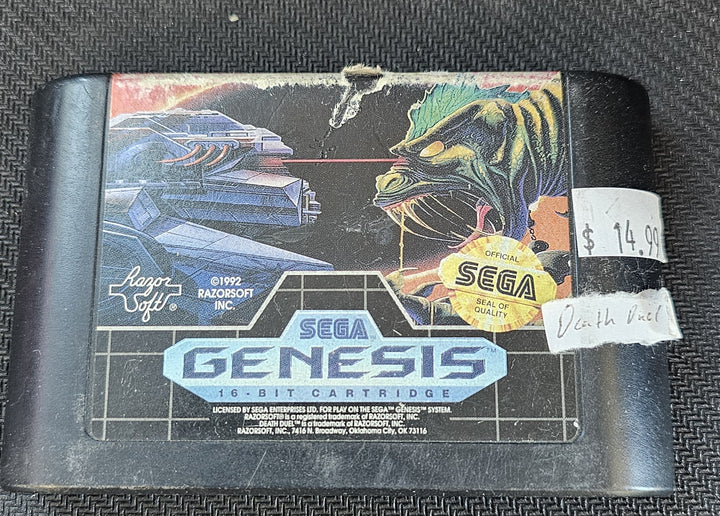 $ 14.99
Death Duel
Razor
Soft®
©1992
RAZORSOFT
INC.
OFFICIAL
SEGA
SEAL OF
QUALITY
SEGA™
GENESIS™
16-BIT CARTRIDGE
LICENSED BY SEGA ENTERPRISES LTD. FOR PLAY ON THE SEGA™ GENESIS™ SYSTEM.
RAZORSOFT® is a registered trademark of RAZORSOFT, INC.
DEATH DUEL™ is a trademark of RAZORSOFT, INC.
RAZORSOFT, INC., 7416 N. Broadway, Oklahoma City, OK 73116